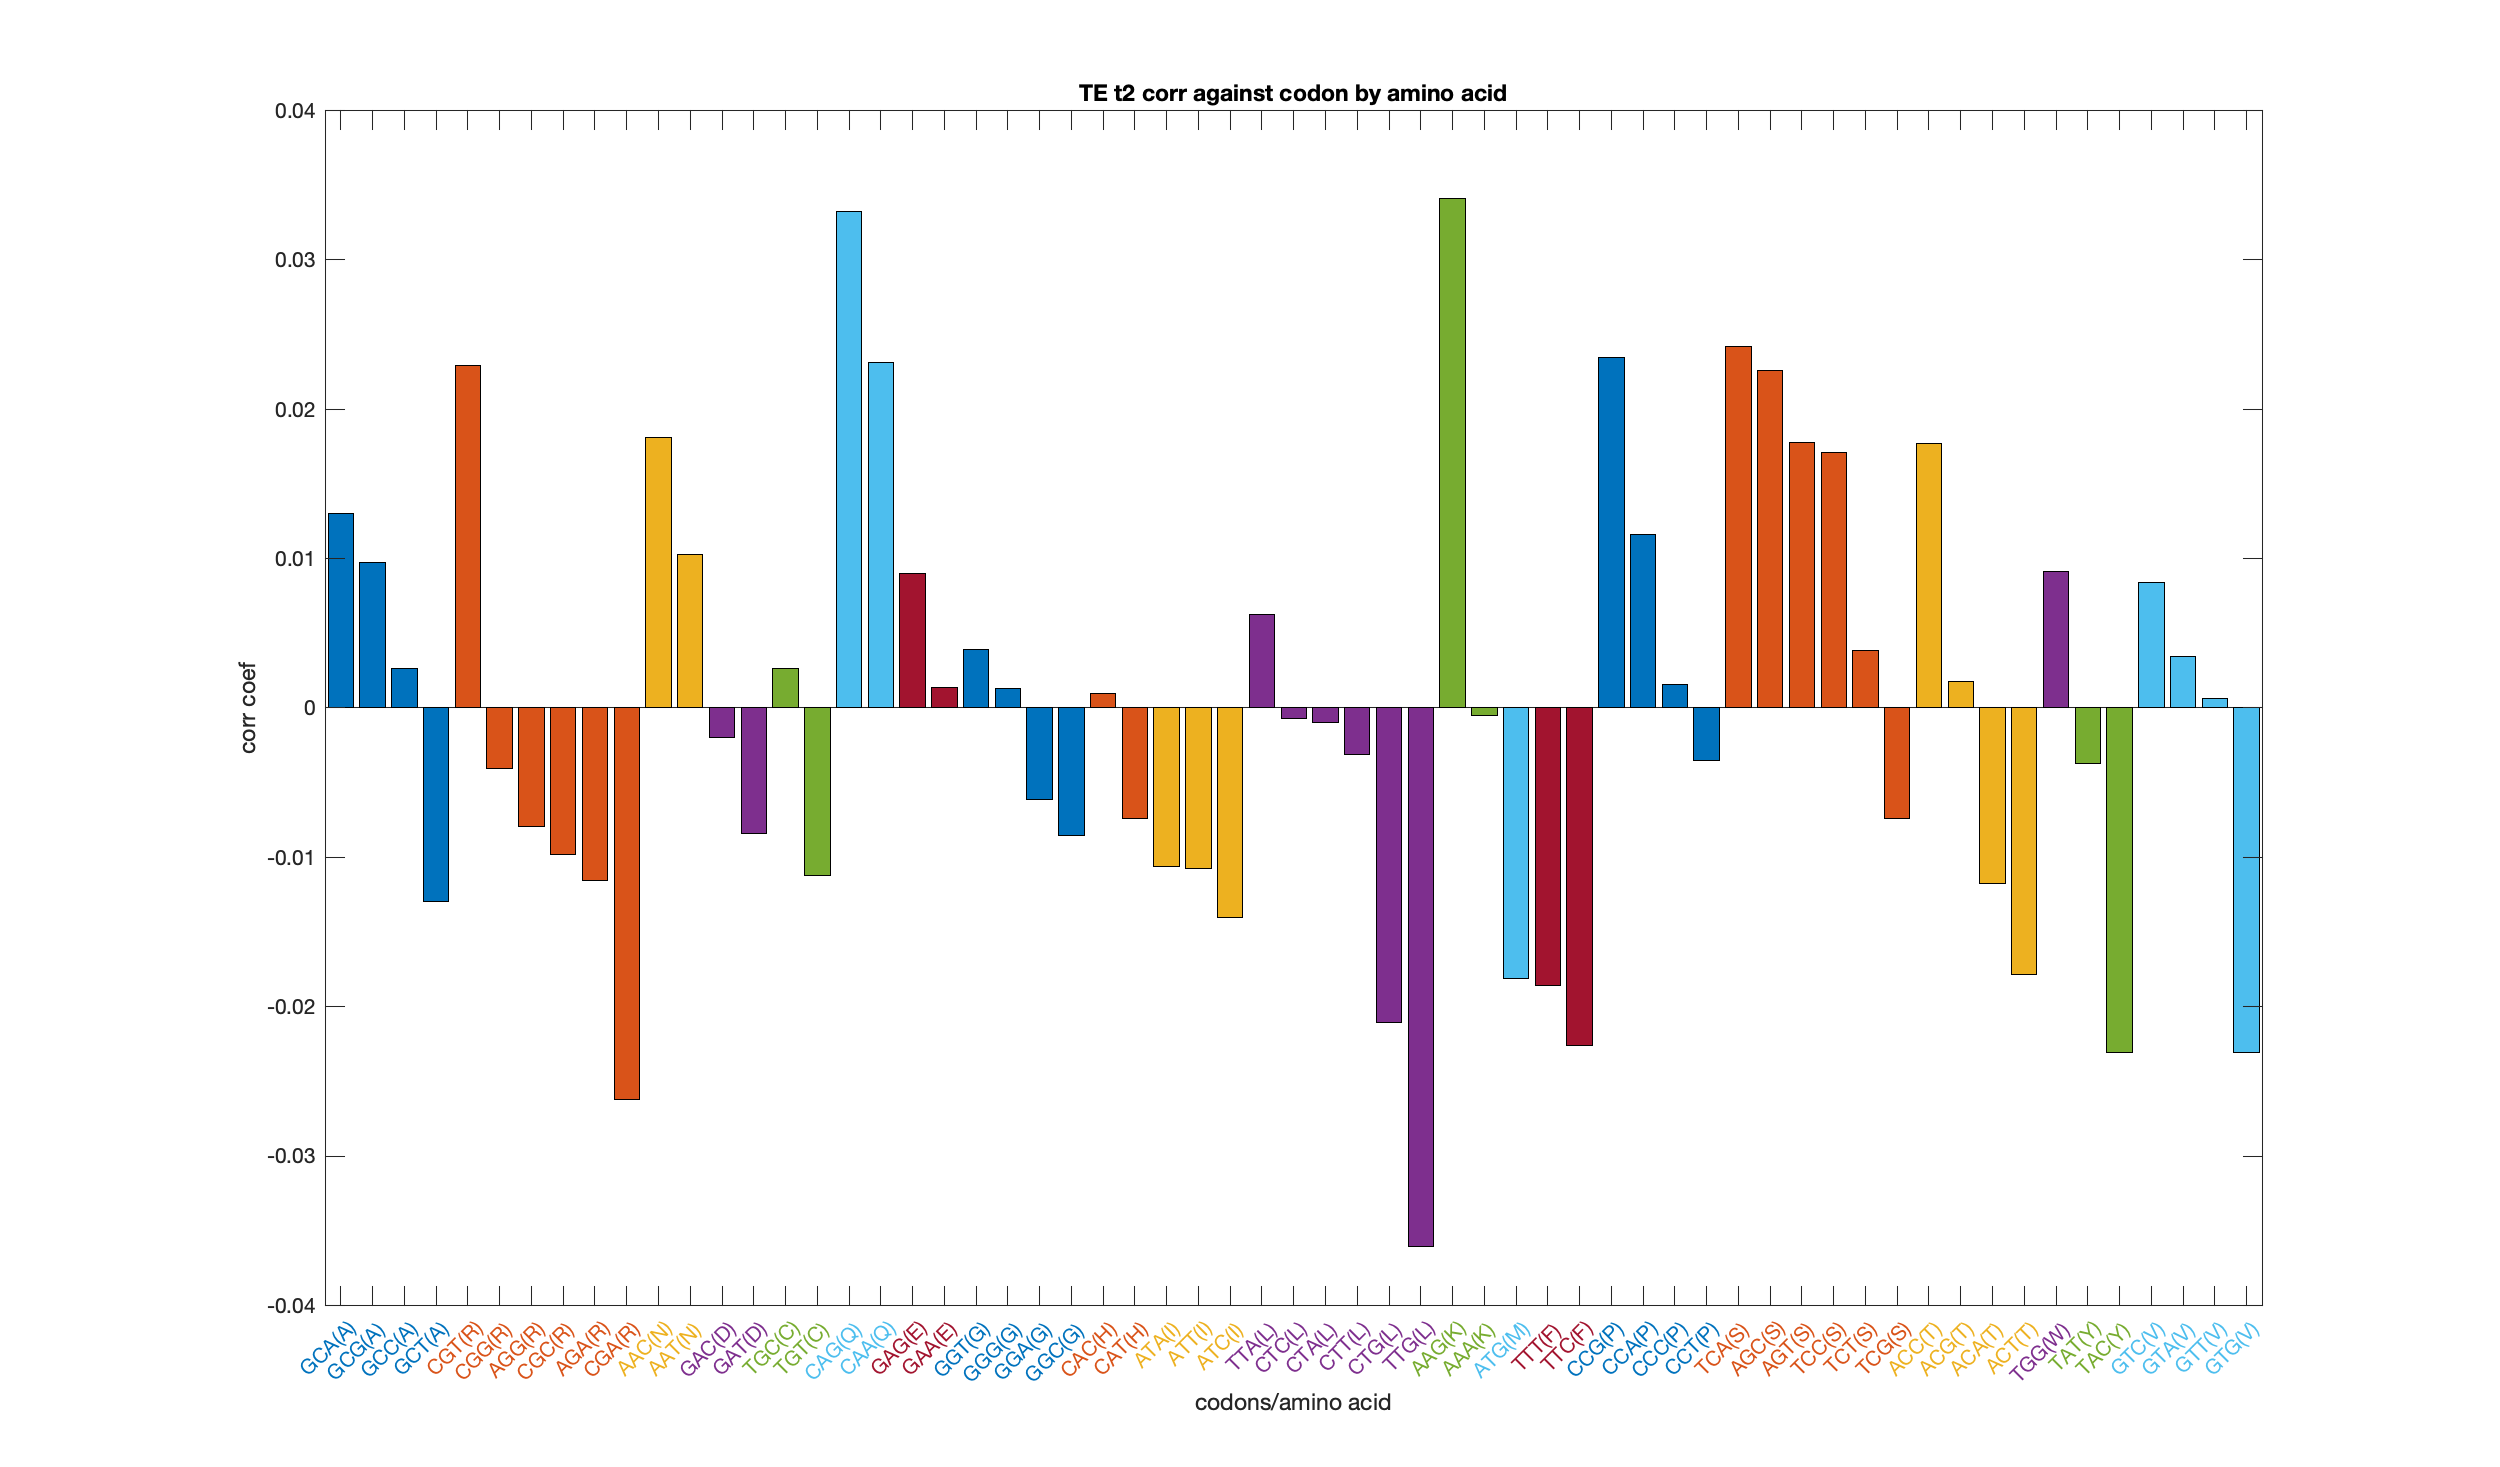 TE t2 corr against codon by amino acid
0.04
0.03
0.02
0.01
0
-0.01
-0.02
-0.03
-0.04
corr coef
GCA(A) GCG(A) GCC(A) GCT(A) CGT(R) CGG(R) AGG(R) CGC(R) AGA(R) CGA(R) AAC(N) AAT(N) GAC(D) GAT(D) TGC(C) TGT(C) CAG(Q) CAA(Q) GAG(E) GAA(E) GGT(G) GGG(G) GGA(G) GGC(G) CAC(H) CAT(H) ATA(I) ATT(I) ATC(I) TTA(L) CTC(L) CTA(L) CTT(L) CTG(L) TTG(L) AAG(K) AAA(K) ATG(M) TTT(F) TTC(F) CCG(P) CCA(P) CCC(P) CCT(P) TCA(S) AGC(S) AGT(S) TCC(S) TCT(S) TCG(S) ACC(T) ACG(T) ACA(T) ACT(T) TGG(W) TAT(Y) TAC(Y) GTC(V) GTA(V) GTT(V) GTG(V)
codons/amino acid